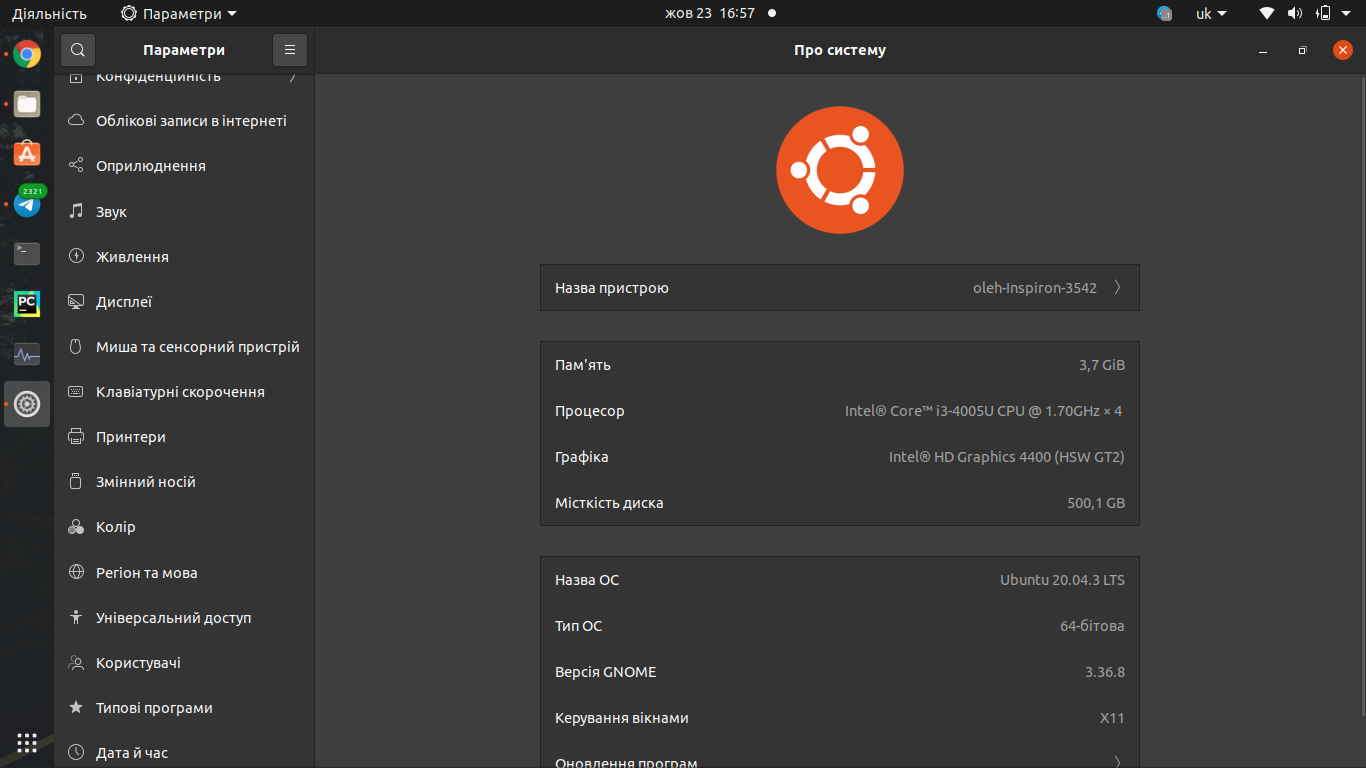 Діяльність
Параметри
жов 23 16:57
1
uk
Параметри
Про систему
Конфіденційність
Облікові записи в інтернеті
Оприлюднення
2321
Звук
Живлення
Дисплеї
Миша та сенсорний пристрій
Клавіатурні скорочення
Принтери
Змінний носій
Колір
Регіон та мова
Універсальний доступ
Користувачі
Типові програми
Дата й час
>_
PC
Назва пристрою
oleh-Inspiron-3542
Пам'ять
3,7 GiB
Процесор
Intel® Core™ i3-4005U CPU @ 1.70GHz × 4
Графіка
Intel® HD Graphics 4400 (HSW GT2)
Місткість диска
500,1 GB
Назва ОС
Ubuntu 20.04.3 LTS
Тип ОС
64-бітова
Версія GNOME
3.36.8
Керування вікнами
X11
Оновлення програм